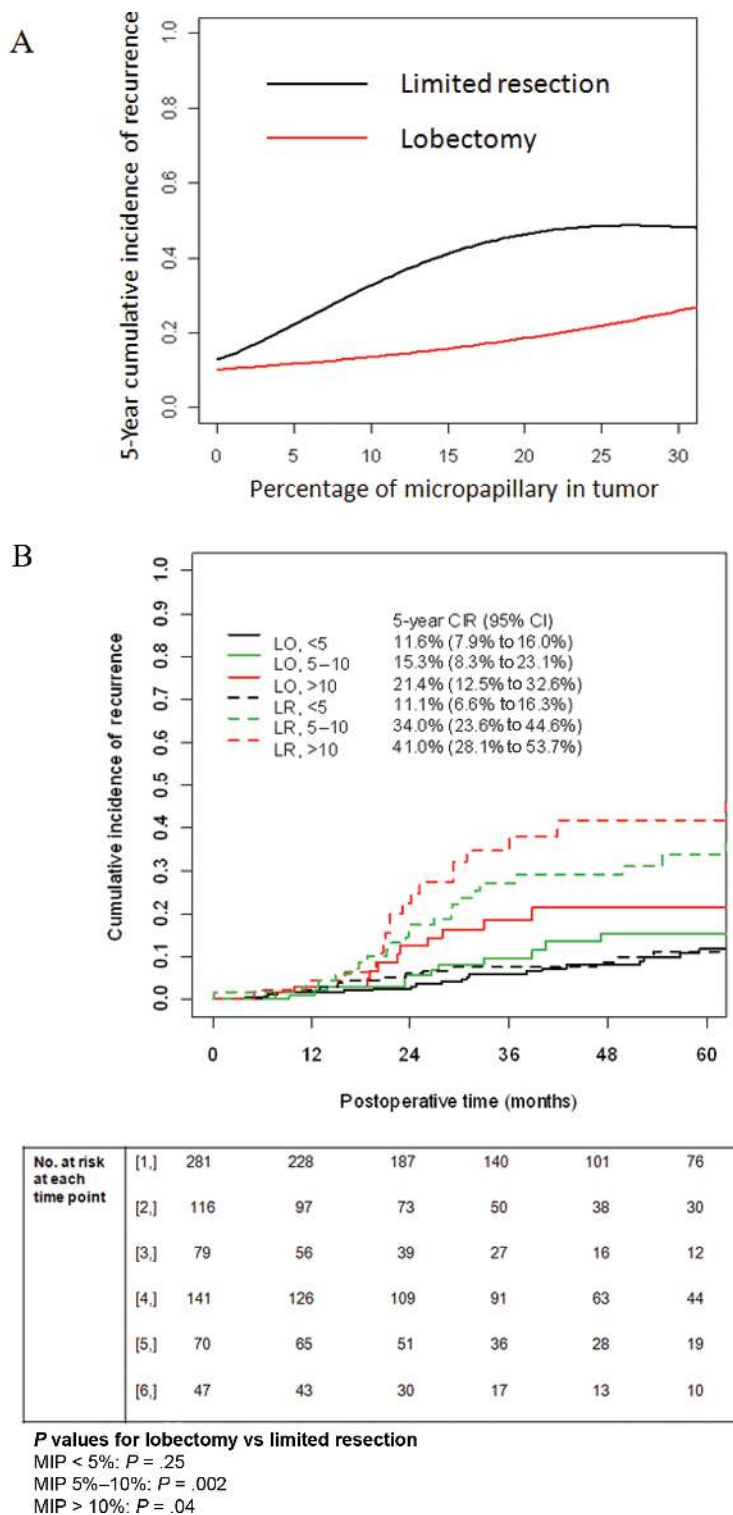 A
5-Year cumulative incidence of recurrence
1.0
0.8
0.6
0.4
0.2
0.0
Limited resection
Lobectomy
0 5 10 15 20 25 30
Percentage of micropapillary in tumor
B
Cumulative incidence of recurrence
1.0
0.9
0.8
0.7
0.6
0.5
0.4
0.3
0.2
0.1
0.0
5-year CIR (95% CI)
LO, <5 11.6% (7.9% to 16.0%)
LO, 5–10 15.3% (8.3% to 23.1%)
LO, >10 21.4% (12.5% to 32.6%)
LR, <5 11.1% (6.6% to 16.3%)
LR, 5–10 34.0% (23.6% to 44.6%)
LR, >10 41.0% (28.1% to 53.7%)
0 12 24 36 48 60
Postoperative time (months)
No. at risk
at each
time point
[1,] 281 228 187 140 101 76
[2,] 116 97 73 50 38 30
[3,] 79 56 39 27 16 12
[4,] 141 126 109 91 63 44
[5,] 70 65 51 36 28 19
[6,] 47 43 30 17 13 10
P values for lobectomy vs limited resection
MIP < 5%: P = .25
MIP 5%–10%: P = .002
MIP > 10%: P = .04